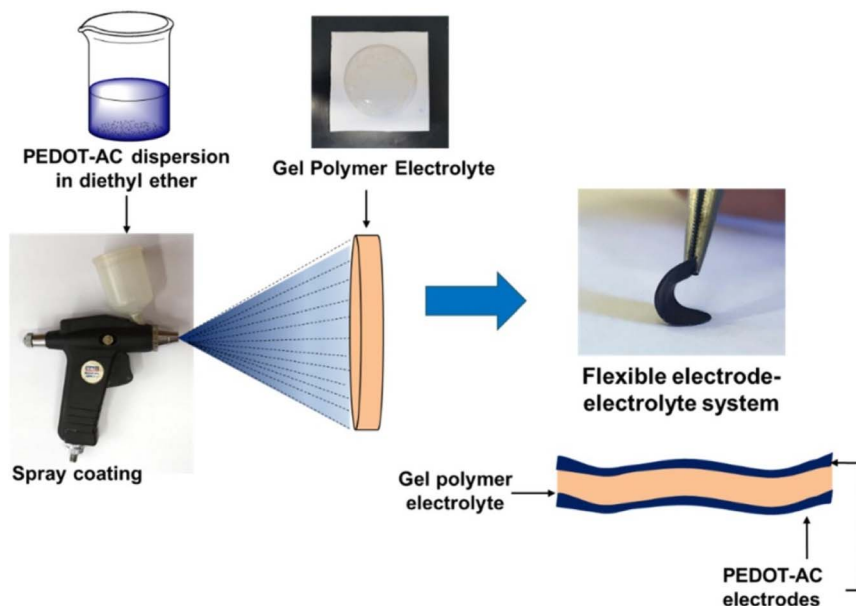 PEDOT-AC dispersion
in diethyl ether
Gel Polymer Electrolyte
Spray coating
Flexible electrode-
electrolyte system
Gel polymer
electrolyte
PEDOT-AC
electrodes